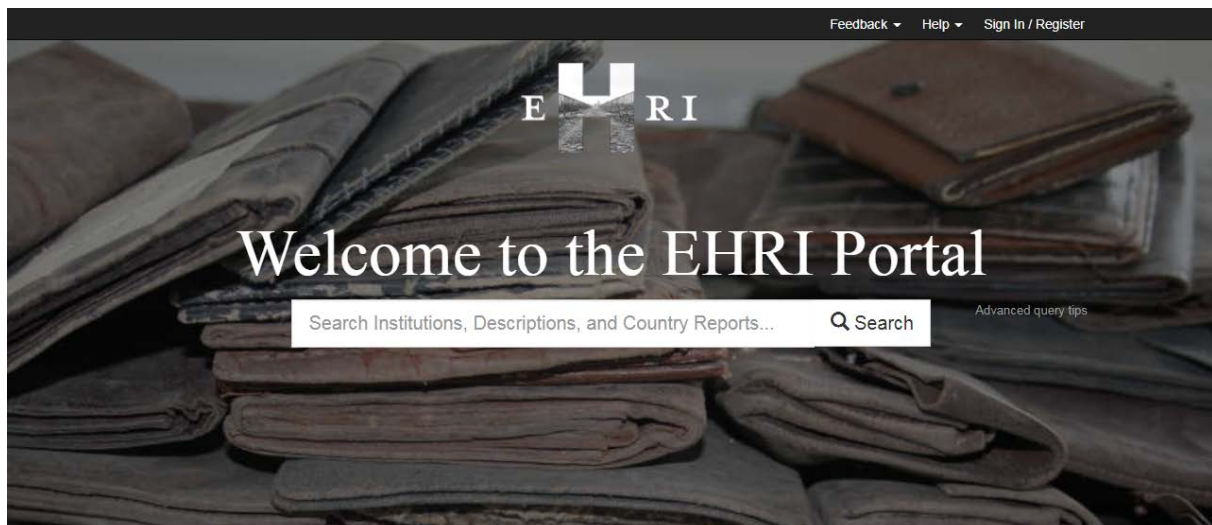 Feedback Help Sign In / Register
EHRI
Welcome to the EHRI Portal
Search Institutions, Descriptions, and Country Reports... Search
Advanced query tips